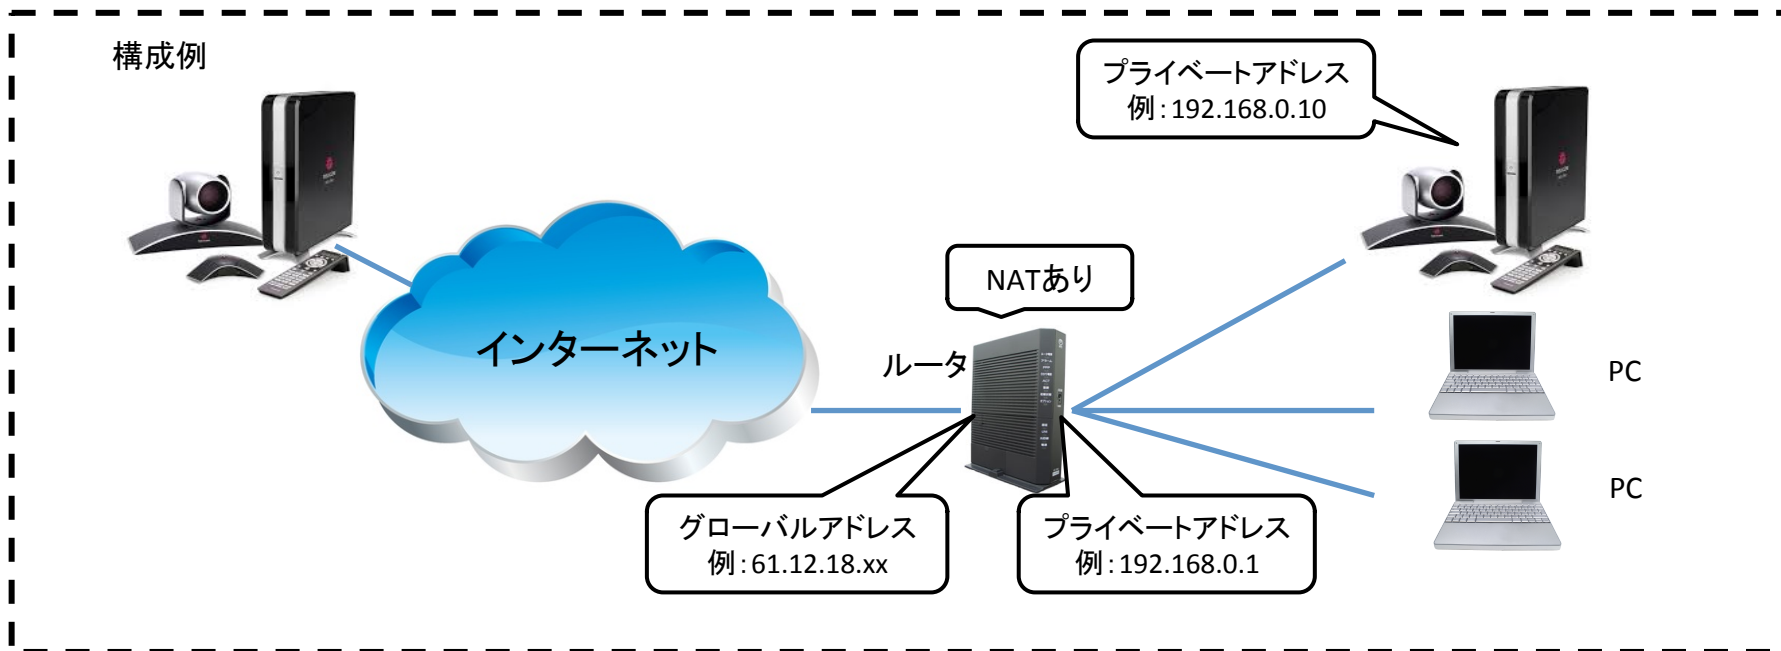 構成例
プライベートアドレス
例：192.168.0.10
NATあり
インターネット
ルータ
PC
PC
グローバルアドレス
例：61.12.18.xx
プライベートアドレス
例：192.168.0.1